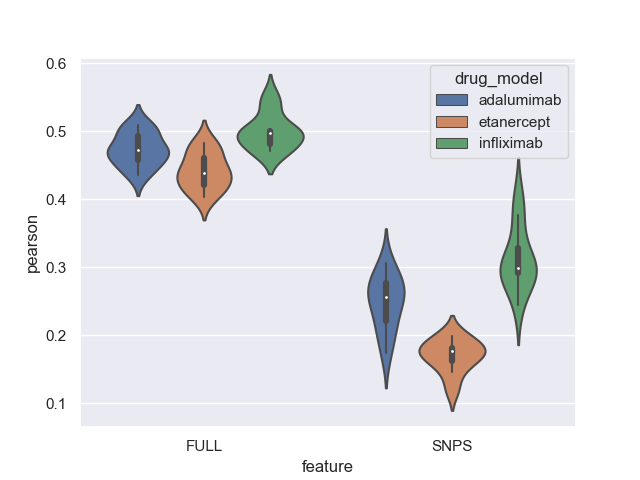 0.6
0.5
0.4
0.3
0.2
0.1
pearson
drug_model
adalumimab
etanercept
infliximab
FULL
SNPS
feature